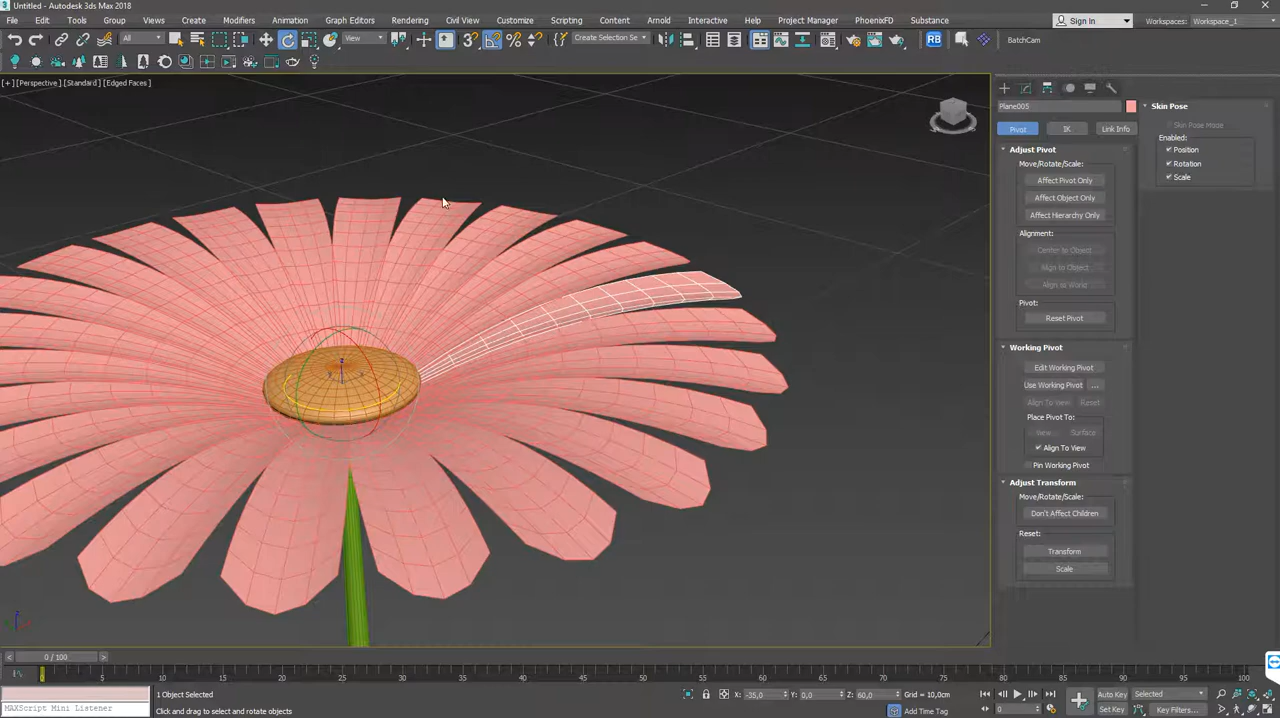 Untitled - Autodesk 3ds Max 2018
File Edit Tools Group Views Create Modifiers Animation Graph Editors Rendering Civil View Customize Scripting Content Arnold Interactive Help Project Manager PhoenixFD Substance
Sign In
Workspaces: Workspace_1
All
View
Create Selection Se
RB
BatchCam
[+] [Perspective] [Standard] [Edged Faces]
Plane005
Pivot IK Link Info
Adjust Pivot
Move/Rotate/Scale:
Affect Pivot Only
Affect Object Only
Affect Hierarchy Only
Alignment:
Center to Object
Align to Object
Align to World
Pivot:
Reset Pivot
Working Pivot
Edit Working Pivot
Use Working Pivot ...
Align To View Reset
Place Pivot To:
View Surface
Align To View
Pin Working Pivot
Adjust Transform
Move/Rotate/Scale:
Don't Affect Children
Reset:
Transform
Scale
Skin Pose
Skin Pose Mode
Enabled:
Position
Rotation
Scale
< 0 / 100 >
0 5 10 15 20 25 30 35 40 45 50 55 60 65 70 75 80 85 90 95 100
MAXScript Mini Listener
1 Object Selected
Click and drag to select and rotate objects
X: -35,0 Y: 0,0 Z: 60,0 Grid = 10,0cm
Add Time Tag
0
Auto Key Selected
Set Key Key Filters...